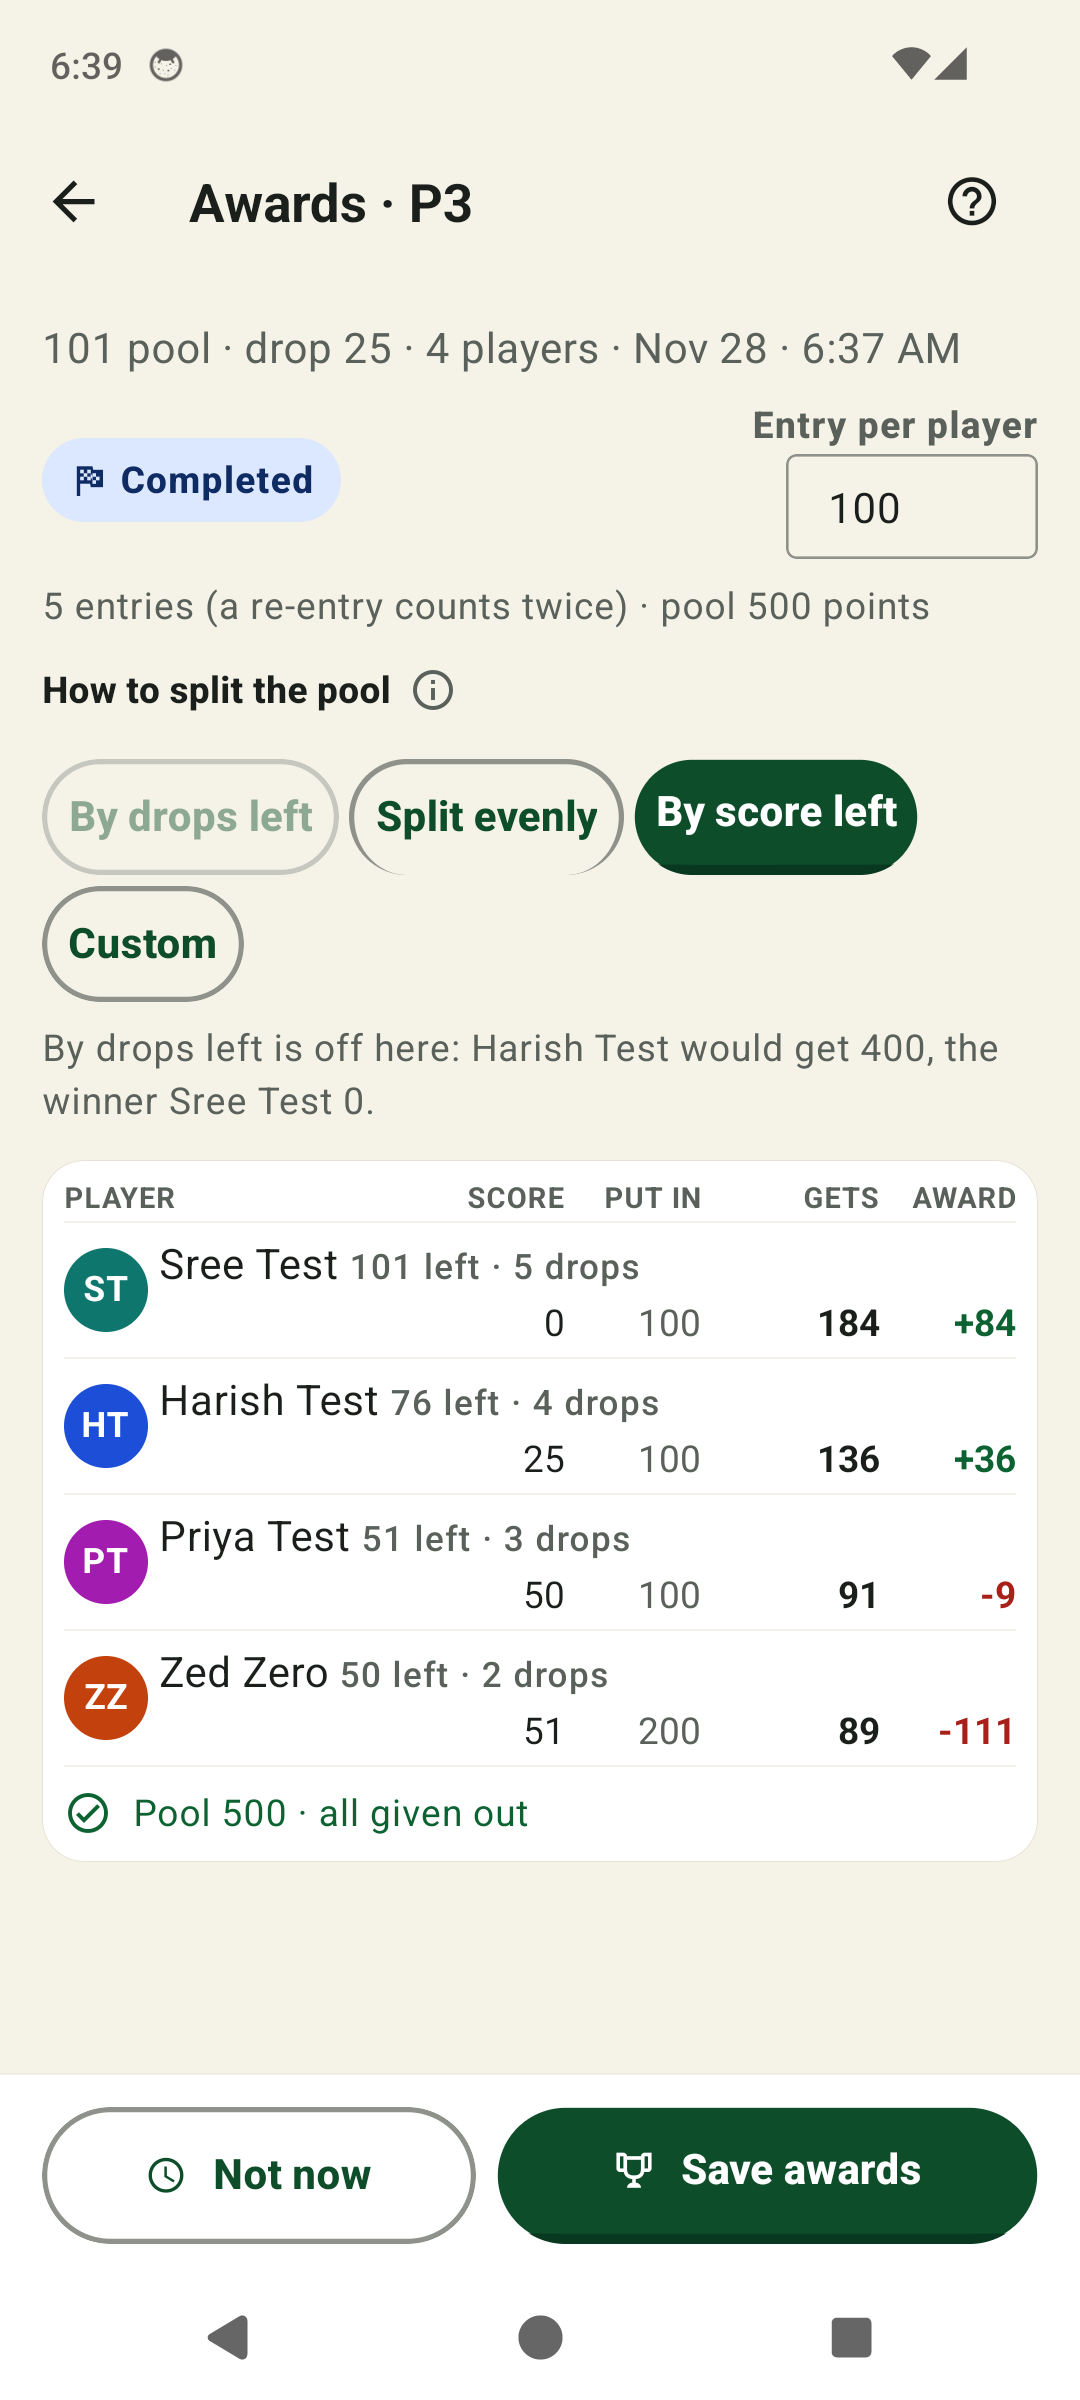 6:39
Awards · P3
101 pool · drop 25 · 4 players · Nov 28 · 6:37 AM
Entry per player
Completed
100
5 entries (a re-entry counts twice) · pool 500 points
How to split the pool
By drops left Split evenly By score left
Custom
By drops left is off here: Harish Test would get 400, the
winner Sree Test 0.
PLAYER SCORE PUT IN GETS AWARD
ST Sree Test 101 left · 5 drops
0 100 184 +84
HT Harish Test 76 left · 4 drops
25 100 136 +36
PT Priya Test 51 left · 3 drops
50 100 91 -9
ZZ Zed Zero 50 left · 2 drops
51 200 89 -111
Pool 500 · all given out
Not now Save awards